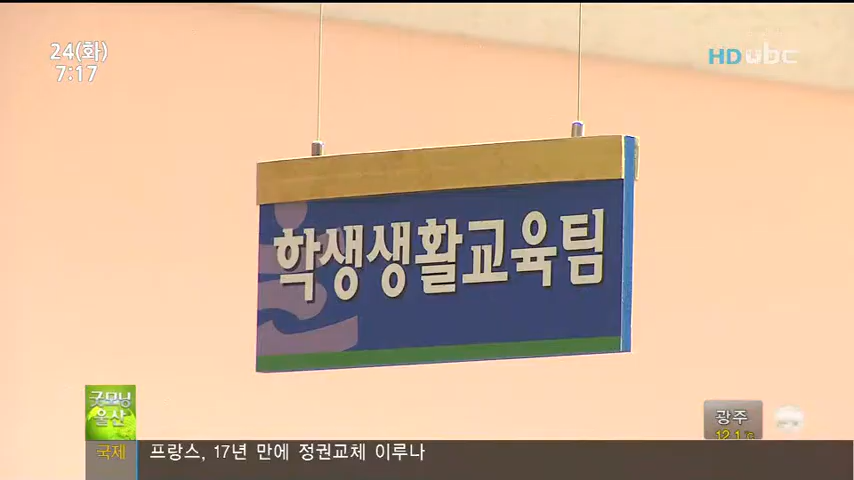 24(화)
7:17
HD ubc
학생생활교육팀
굿모닝
울산
광주
12.1℃
국제
프랑스, 17년 만에 정권교체 이루나